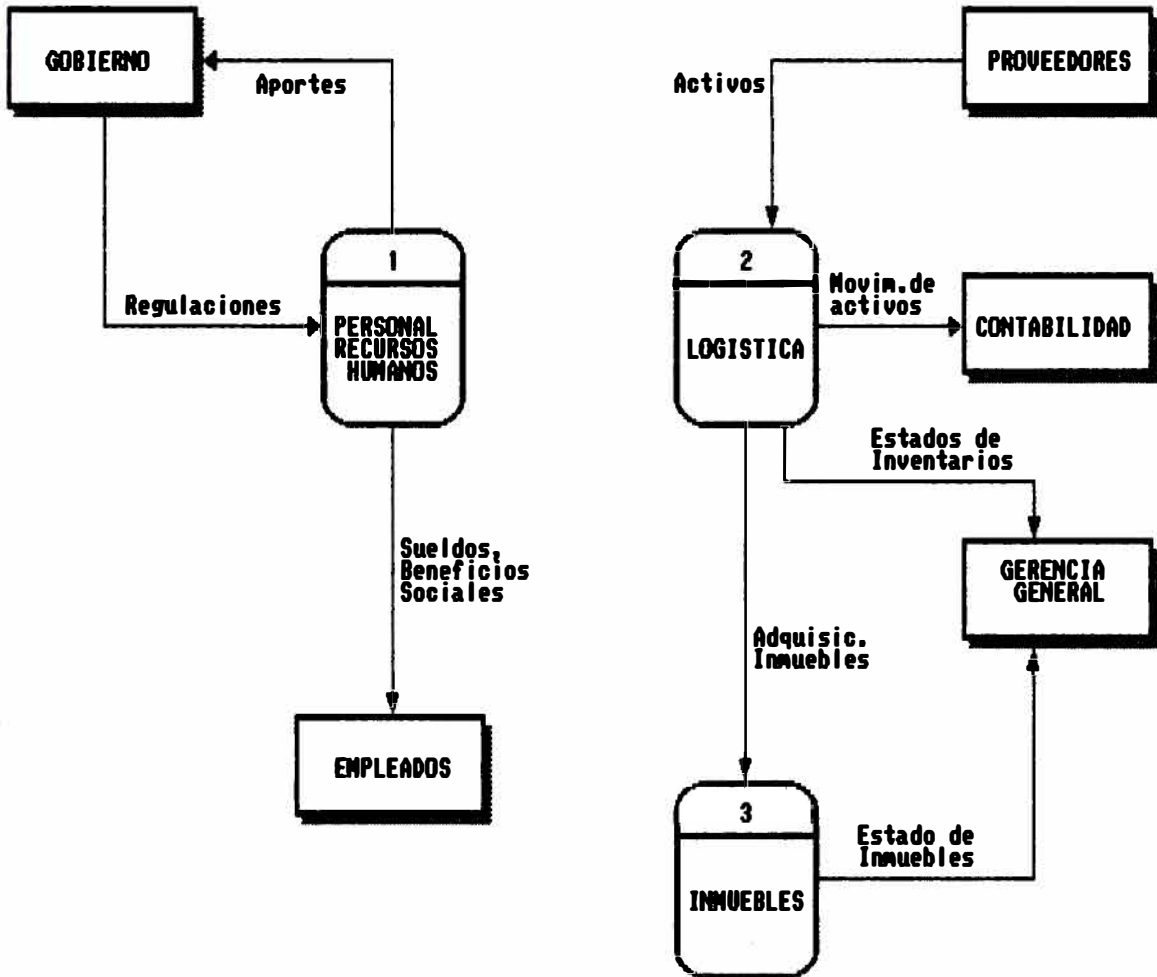 GOBIERNO
Aportes
Regulaciones
1
PERSONAL
RECURSOS
HUMANOS
Sueldos,
Beneficios
Sociales
EMPLEADOS
PROVEEDORES
Activos
2
LOGISTICA
Movim.de
activos
CONTABILIDAD
Estados de
Inventarios
GERENCIA
GENERAL
Adquisic.
Inmuebles
3
INMUEBLES
Estado de
Inmuebles